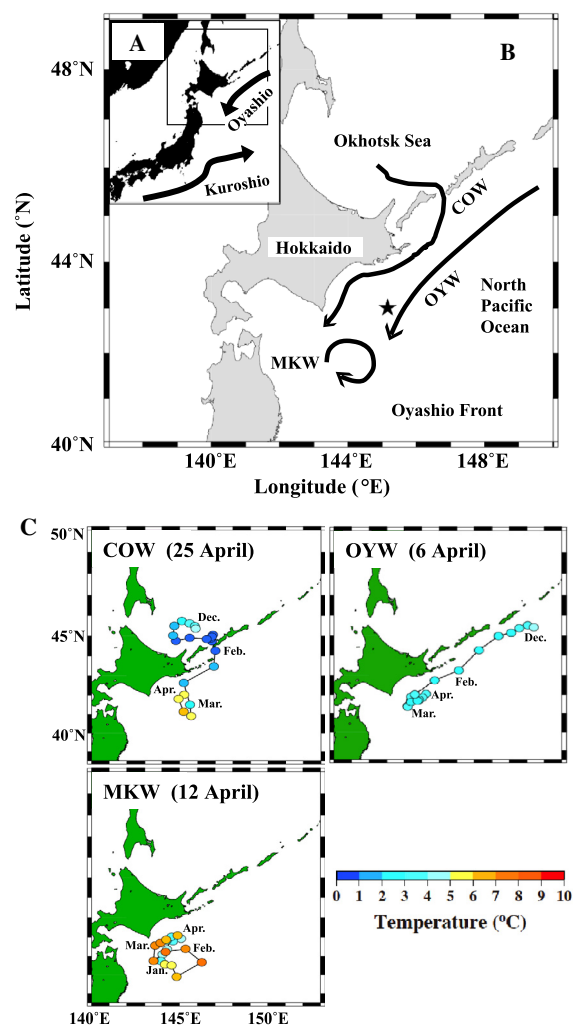 A
B
48°N
Oyashio
Kuroshio
Okhotsk Sea
COW
Latitude (°N)
Hokkaido
44°N
OYW
North
Pacific
Ocean
MKW
Oyashio Front
40°N
140°E 144°E 148°E
Longitude (°E)
C
50°N
COW (25 April)
OYW (6 April)
Dec.
Dec.
45°N
Feb.
Feb.
Apr.
Apr.
Mar.
Mar.
40°N
MKW (12 April)
Apr.
Mar.
Feb.
Jan.
0 1 2 3 4 5 6 7 8 9 10
Temperature (°C)
140°E 145°E 150°E